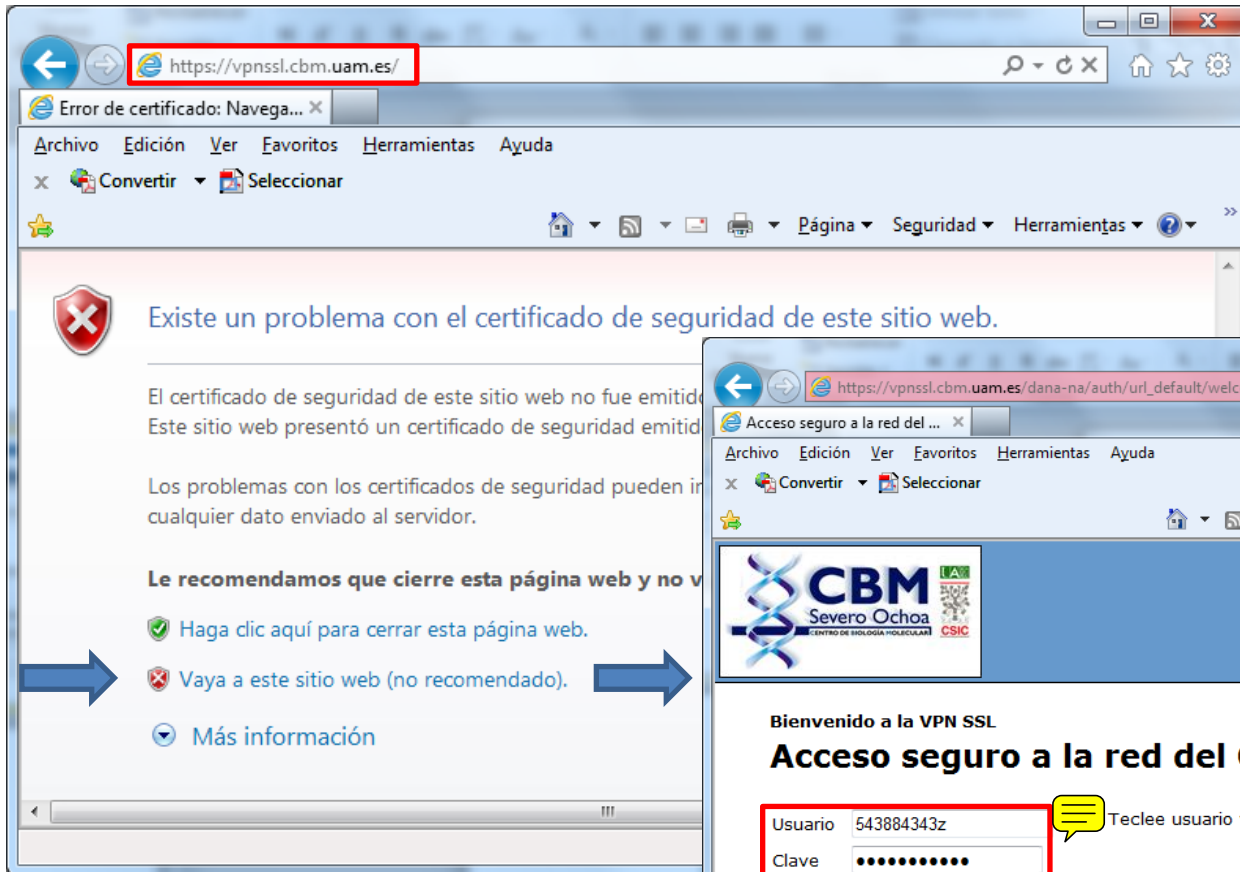 https://vpnssl.cbm.uam.es/
Error de certificado: Navega...
Archivo Edición Ver Favoritos Herramientas Ayuda
x Convertir Seleccionar
Página Seguridad Herramientas
Existe un problema con el certificado de seguridad de este sitio web.
El certificado de seguridad de este sitio web no fue emitido
Este sitio web presentó un certificado de seguridad emitid
Los problemas con los certificados de seguridad pueden in
cualquier dato enviado al servidor.
Le recomendamos que cierre esta página web y no v
Haga clic aquí para cerrar esta página web.
Vaya a este sitio web (no recomendado).
Más información
https://vpnssl.cbm.uam.es/dana-na/auth/url_default/welc
Acceso seguro a la red del ...
Archivo Edición Ver Favoritos Herramientas Ayuda
x Convertir Seleccionar
CBM
Severo Ochoa
CENTRO DE BIOLOGÍA MOLECULAR
CSIC
Bienvenido a la VPN SSL
Acceso seguro a la red del
Usuario 543884343z
Teclee usuario
Clave •••••••••••